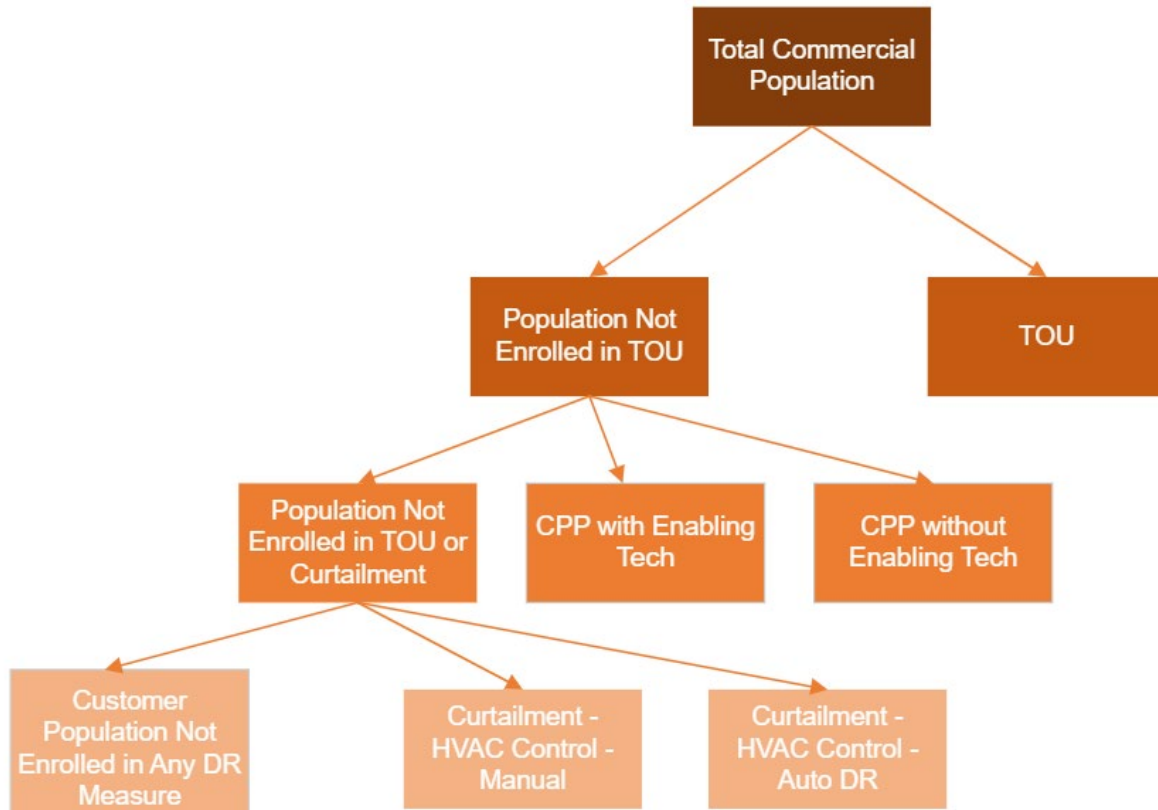 Total Commercial
Population
Population Not
Enrolled in TOU
TOU
Population Not
Enrolled in TOU or
Curtailment
CPP with Enabling
Tech
CPP without
Enabling Tech
Customer
Population Not
Enrolled in Any DR
Measure
Curtailment -
HVAC Control -
Manual
Curtailment -
HVAC Control -
Auto DR